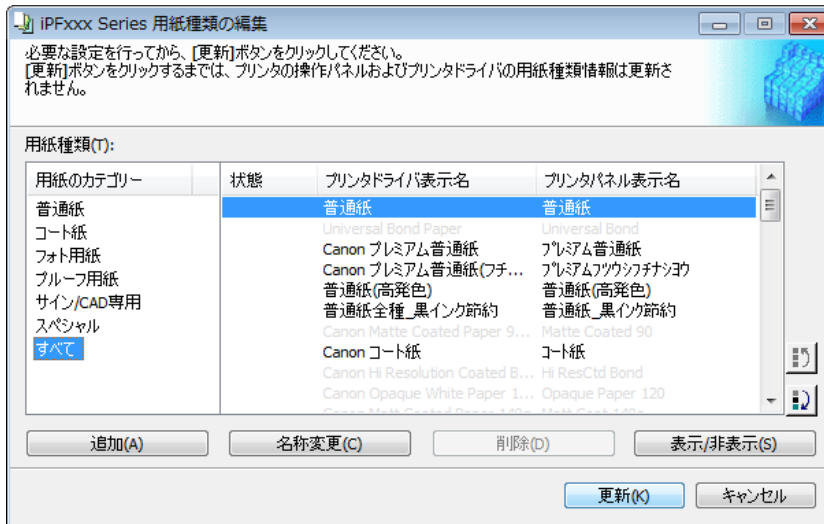 iPFxxx Series 用紙種類の編集
必要な設定を行ってから、[更新]ボタンをクリックしてください。
[更新]ボタンをクリックするまでは、プリンタの操作パネルおよびプリンタドライバの用紙種類情報は更新さ
れません。
用紙種類(T):
用紙のカテゴリー 状態 プリンタドライバ表示名 プリンタパネル表示名
普通紙
コート紙
フォト用紙
プルーフ用紙
サイン/CAD専用
スペシャル
すべて
普通紙 普通紙
Universal Bond Paper Universal Bond
Canon プレミアム普通紙 プレミアム普通紙
Canon プレミアム普通紙(フチ... プレミアムフツウシフチナシヨウ
普通紙(高発色) 普通紙(高発色)
普通紙全種_黒インク節約 普通紙_黒インク節約
Canon Matte Coated Paper 9... Matte Coated 90
Canon コート紙 コート紙
Canon Hi Resolution Coated B... Hi ResCtd Bond
Canon Opaque White Paper 1... Opaque Paper 120
Canon Matt Coated Paper 140g Matt Coat 140g
追加(A) 名称変更(C) 削除(D) 表示/非表示(S)
更新(K) キャンセル